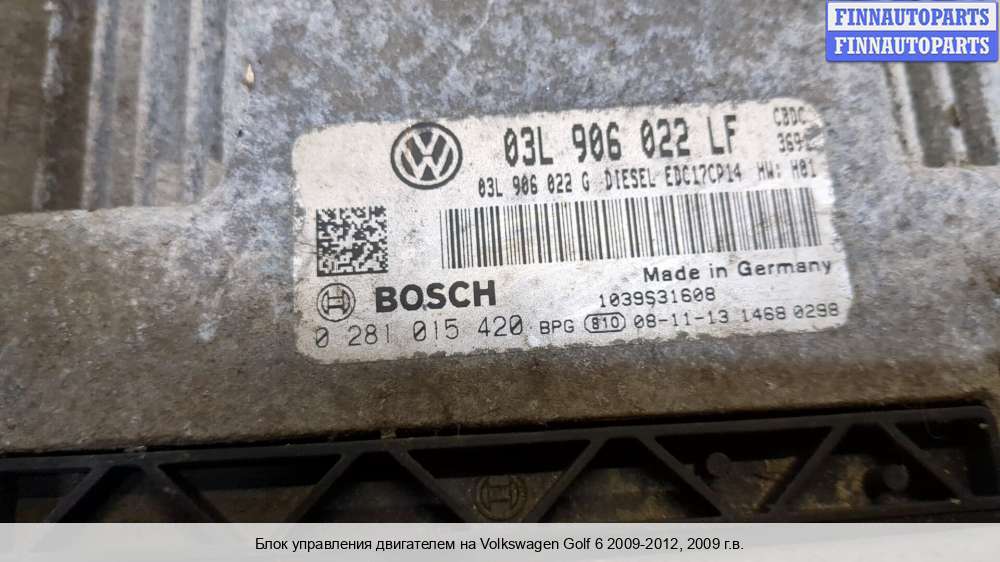 FINNAUTOPARTS
FINNAUTOPARTS
03L 906 022 LF
CBDC
03L 906 022 G DIESEL EDC17CP14 HW: H01
Made in Germany
BOSCH
1039S31608
0 281 015 420 BPG 810 08-11-13 1468 0298
Блок управления двигателем на Volkswagen Golf 6 2009-2012, 2009 г.в.